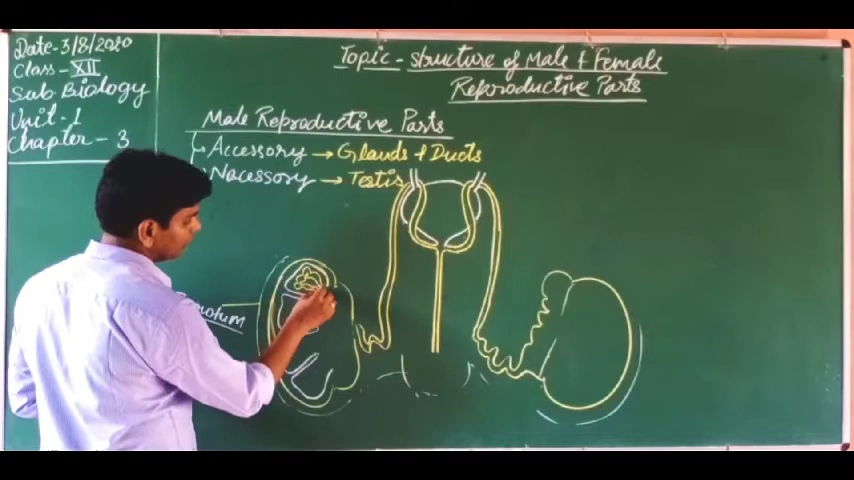 Date-3/8/2020
Class-XII
Sub-Biology
Unit-1
Chapter-3
Topic-structure of Male & Female
Reproductive Parts
Male Reproductive Parts
Accessory → Glands & Ducts
Nacessory → Testis